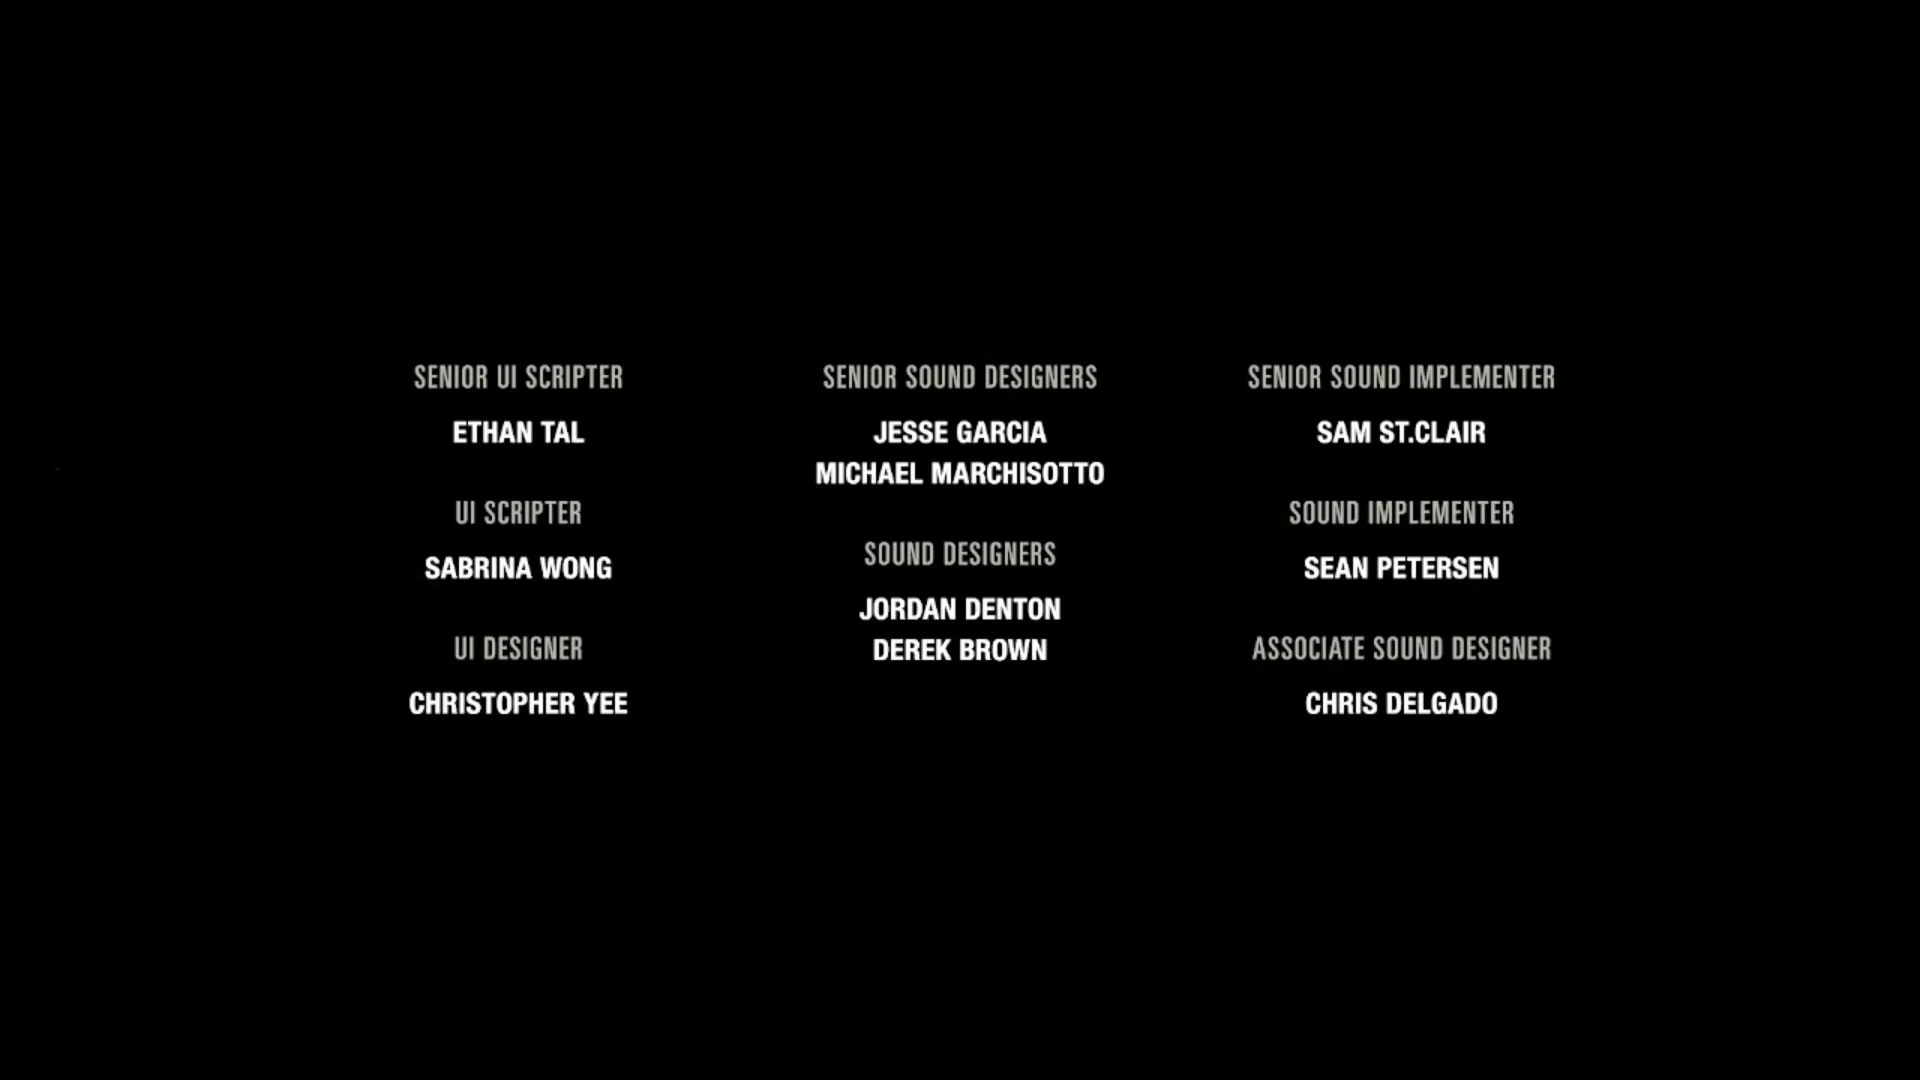 SENIOR UI SCRIPTER
ETHAN TAL
UI SCRIPTER
SABRINA WONG
UI DESIGNER
CHRISTOPHER YEE
SENIOR SOUND DESIGNERS
JESSE GARCIA
MICHAEL MARCHISOTTO
SOUND DESIGNERS
JORDAN DENTON
DEREK BROWN
SENIOR SOUND IMPLEMENTER
SAM ST.CLAIR
SOUND IMPLEMENTER
SEAN PETERSEN
ASSOCIATE SOUND DESIGNER
CHRIS DELGADO